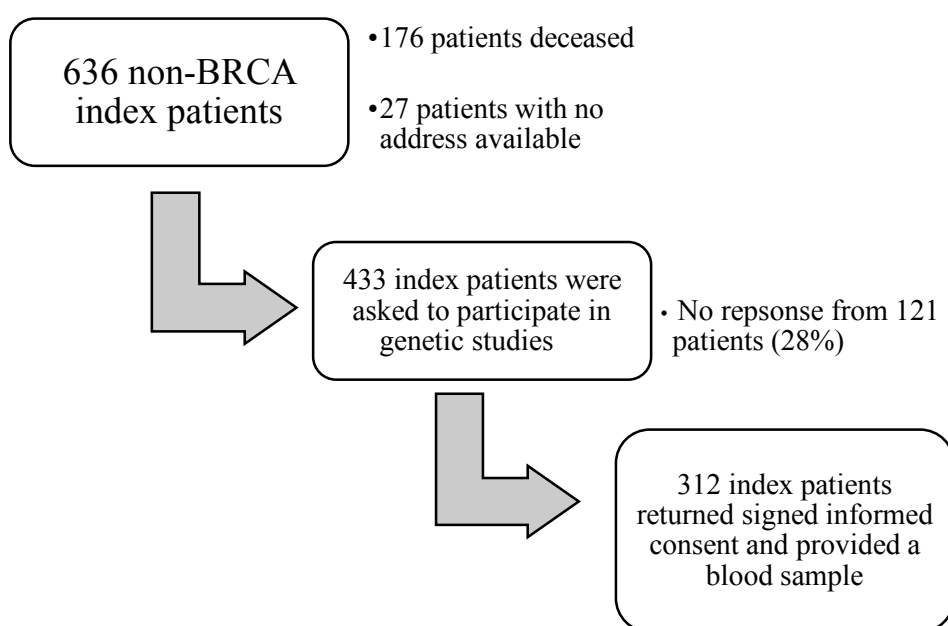 636 non-BRCA
index patients
•176 patients deceased
•27 patients with no
address available
433 index patients were
asked to participate in
genetic studies
• No repsonse from 121
patients (28%)
312 index patients
returned signed informed
consent and provided a
blood sample